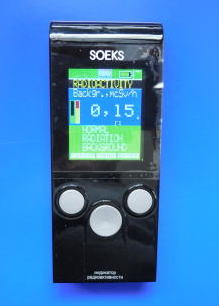 SOEKS
RADIOACTIVITY
Backgr.,mcSv/h
0,15
NORMAL
RADIATION
BACKGROUND
индикатор
радиоактивности